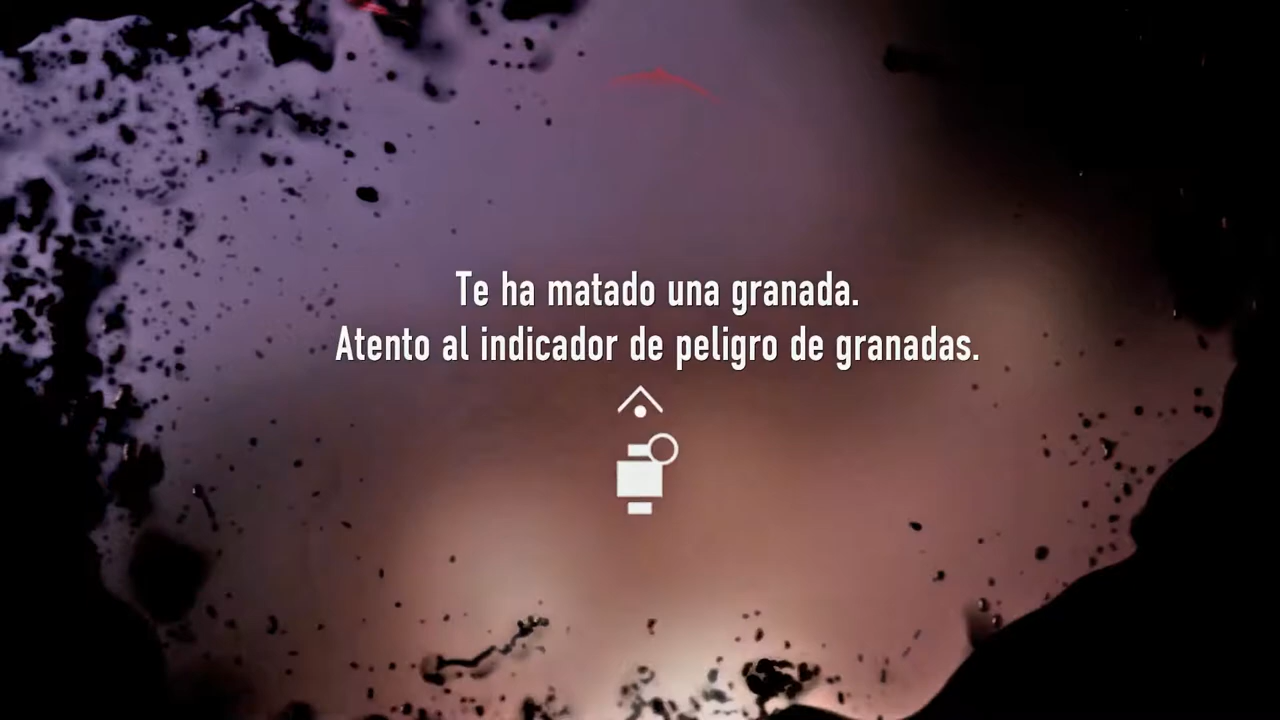 Te ha matado una granada.
Atento al indicador de peligro de granadas.